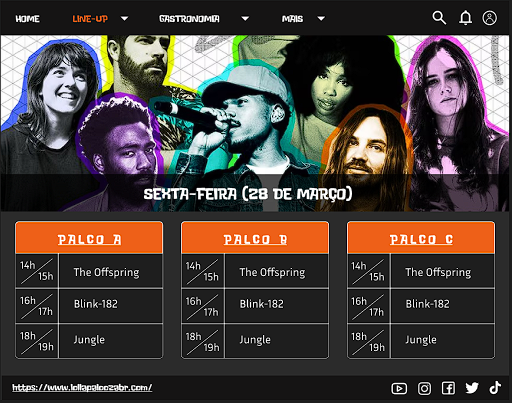 HOME LINE-UP GASTRONOMIA MAIS
SEXTA-FEIRA (28 DE MARÇO)
PALCO A
14h
15h
The Offspring
16h
17h
Blink-182
18h
19h
Jungle
PALCO B
14h
15h
The Offspring
16h
17h
Blink-182
18h
19h
Jungle
PALCO C
14h
15h
The Offspring
16h
17h
Blink-182
18h
19h
Jungle
https://www.lollapaloozabr.com/